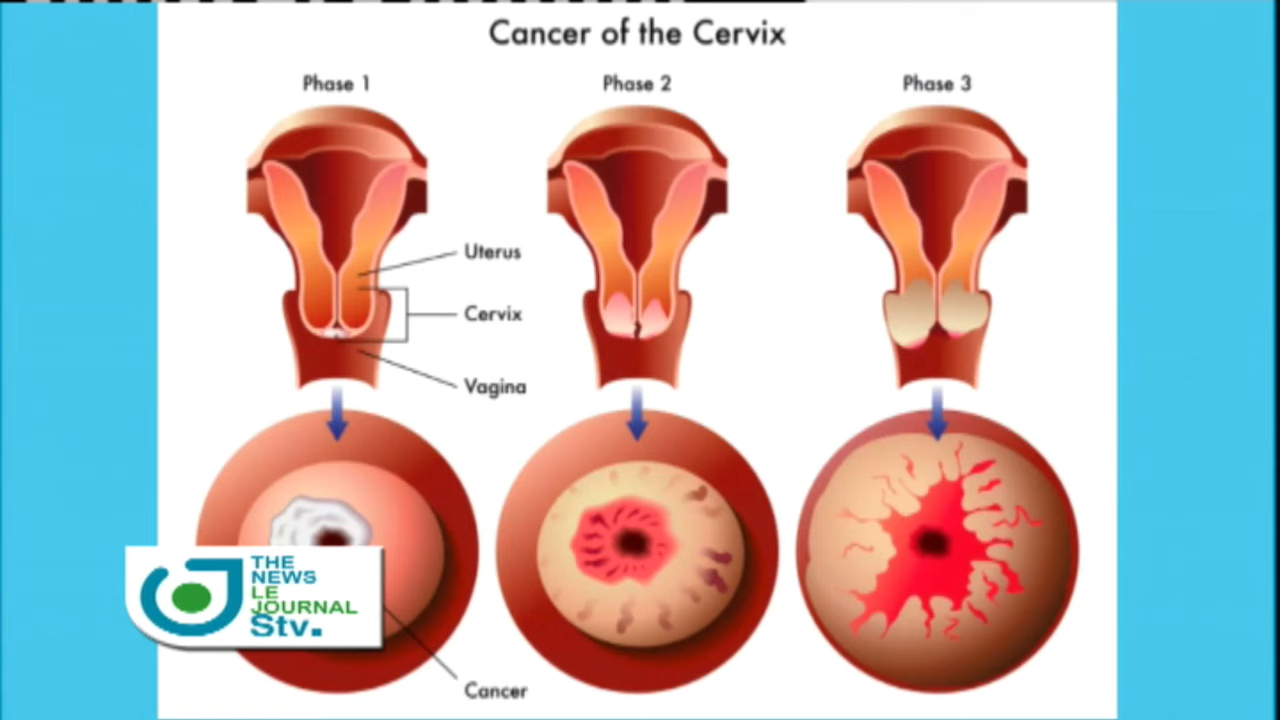 Cancer of the Cervix
Phase 1
Phase 2
Phase 3
Uterus
Cervix
Vagina
THE
NEWS
LE
JOURNAL
Stv.
Cancer